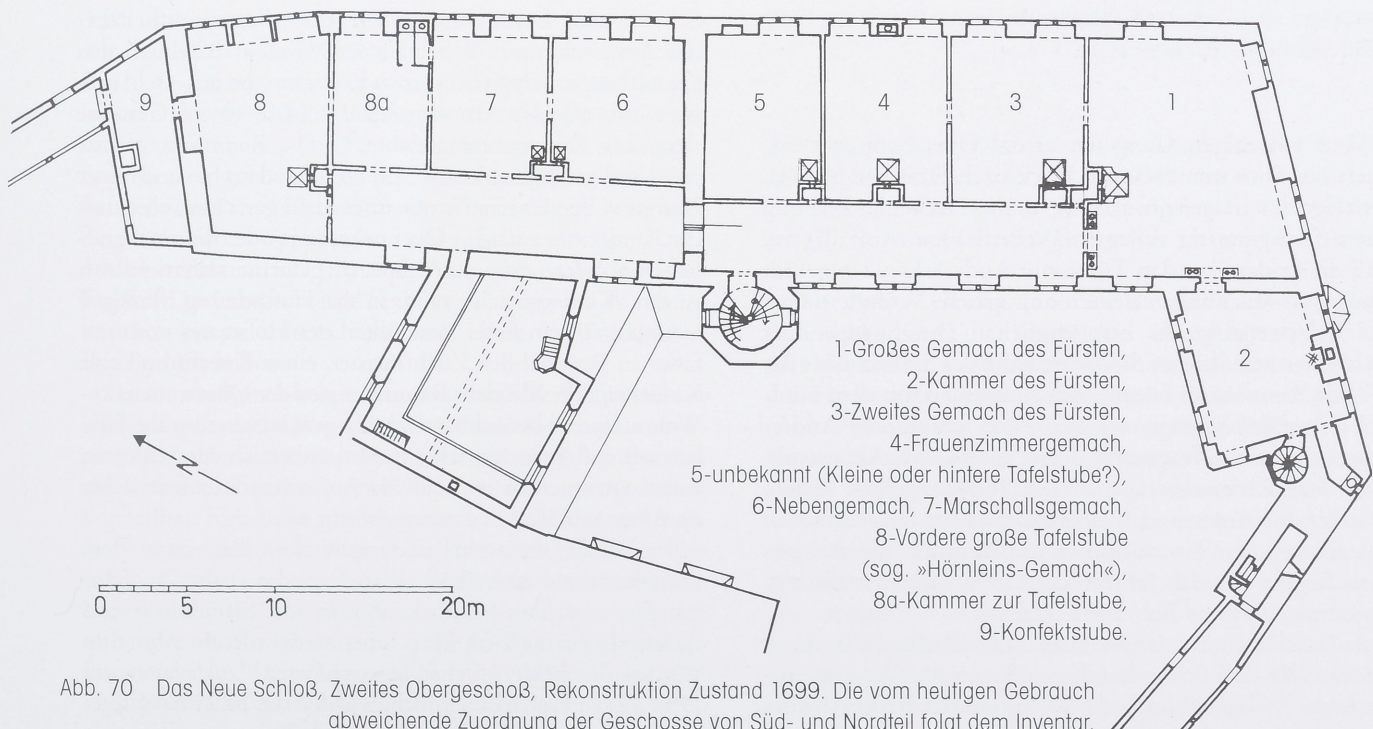 9 8 8a 7 6 5 4 3 1
2
1-Großes Gemach des Fürsten,
2-Kammer des Fürsten,
3-Zweites Gemach des Fürsten,
4-Frauenzimmergemach,
5-unbekannt (Kleine oder hintere Tafelstube?),
6-Nebengemach, 7-Marschallsgemach,
8-Vordere große Tafelstube
(sog. »Hörnleins-Gemach«),
8a-Kammer zur Tafelstube,
9-Konfektstube.
N
0 5 10 20m
Abb. 70 Das Neue Schloß, Zweites Obergeschoß, Rekonstruktion Zustand 1699. Die vom heutigen Gebrauch
abweichende Zuordnung der Geschosse von Süd- und Nordteil folgt dem Inventar.